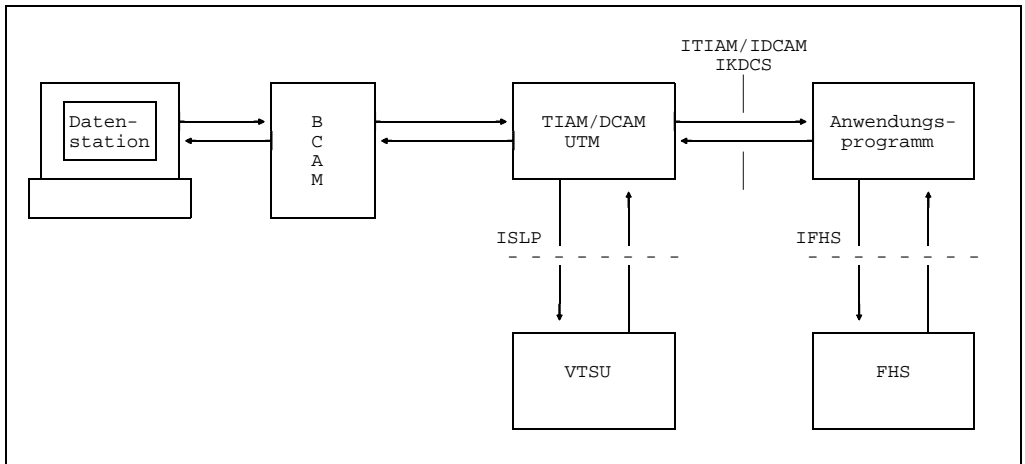 ITIAM/IDCAM
IKDCS
Daten-
station
B
C
A
M
TIAM/DCAM
UTM
Anwendungs-
programm
ISLP
IFHS
VTSU
FHS